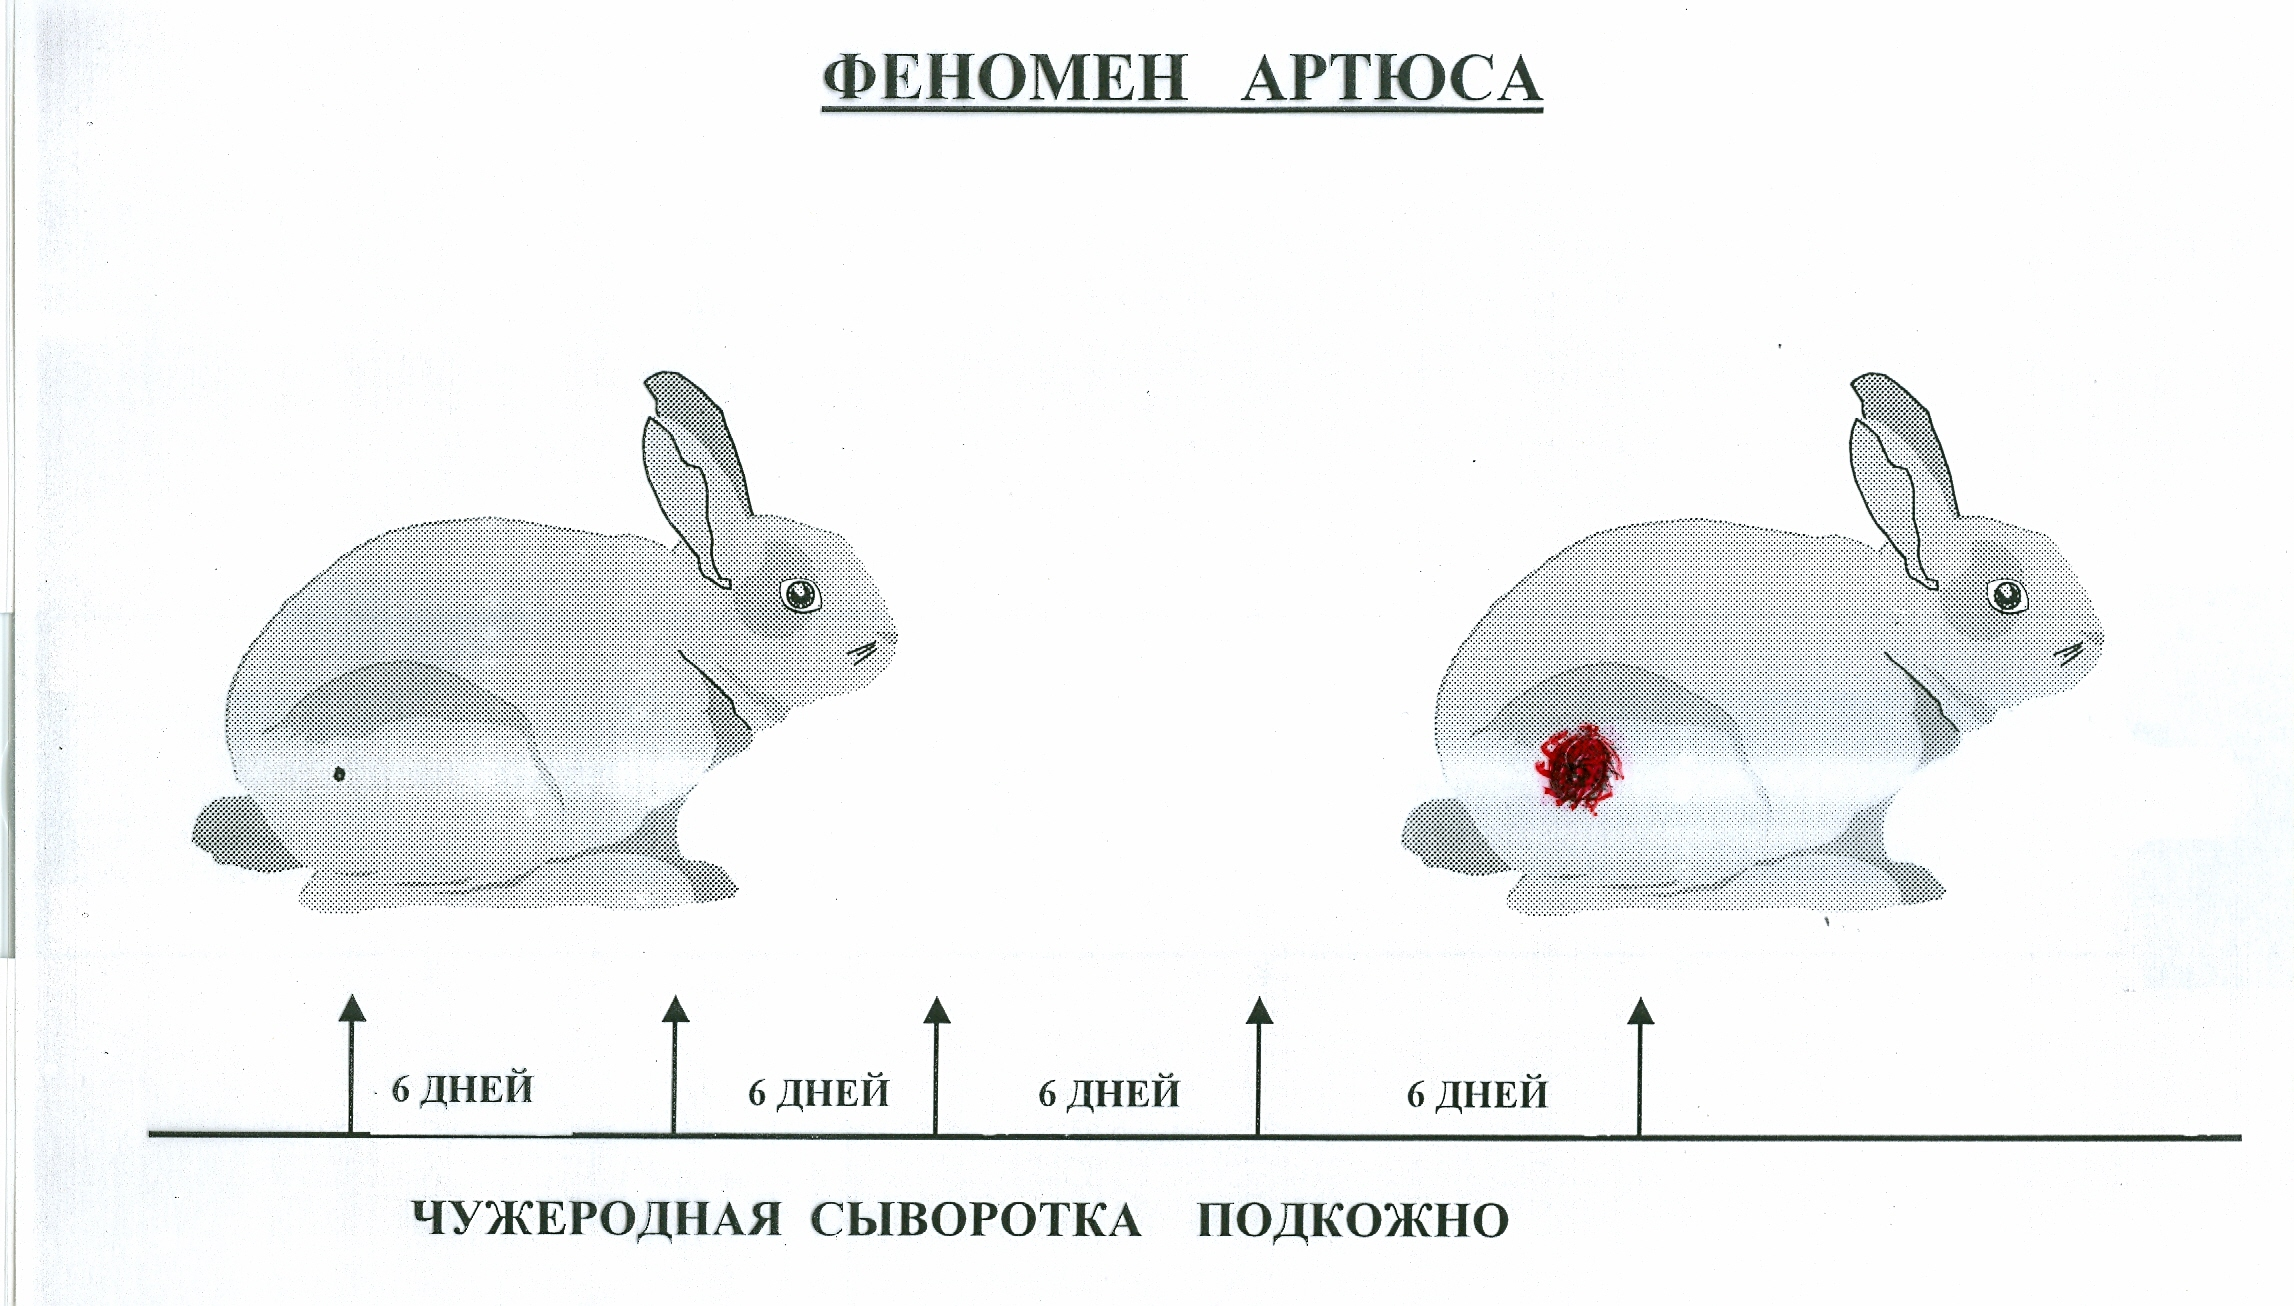 ФЕНОМЕН АРТЮСА
6 ДНЕЙ 6 ДНЕЙ 6 ДНЕЙ 6 ДНЕЙ
ЧУЖЕРОДНАЯ СЫВОРОТКА ПОДКОЖНО